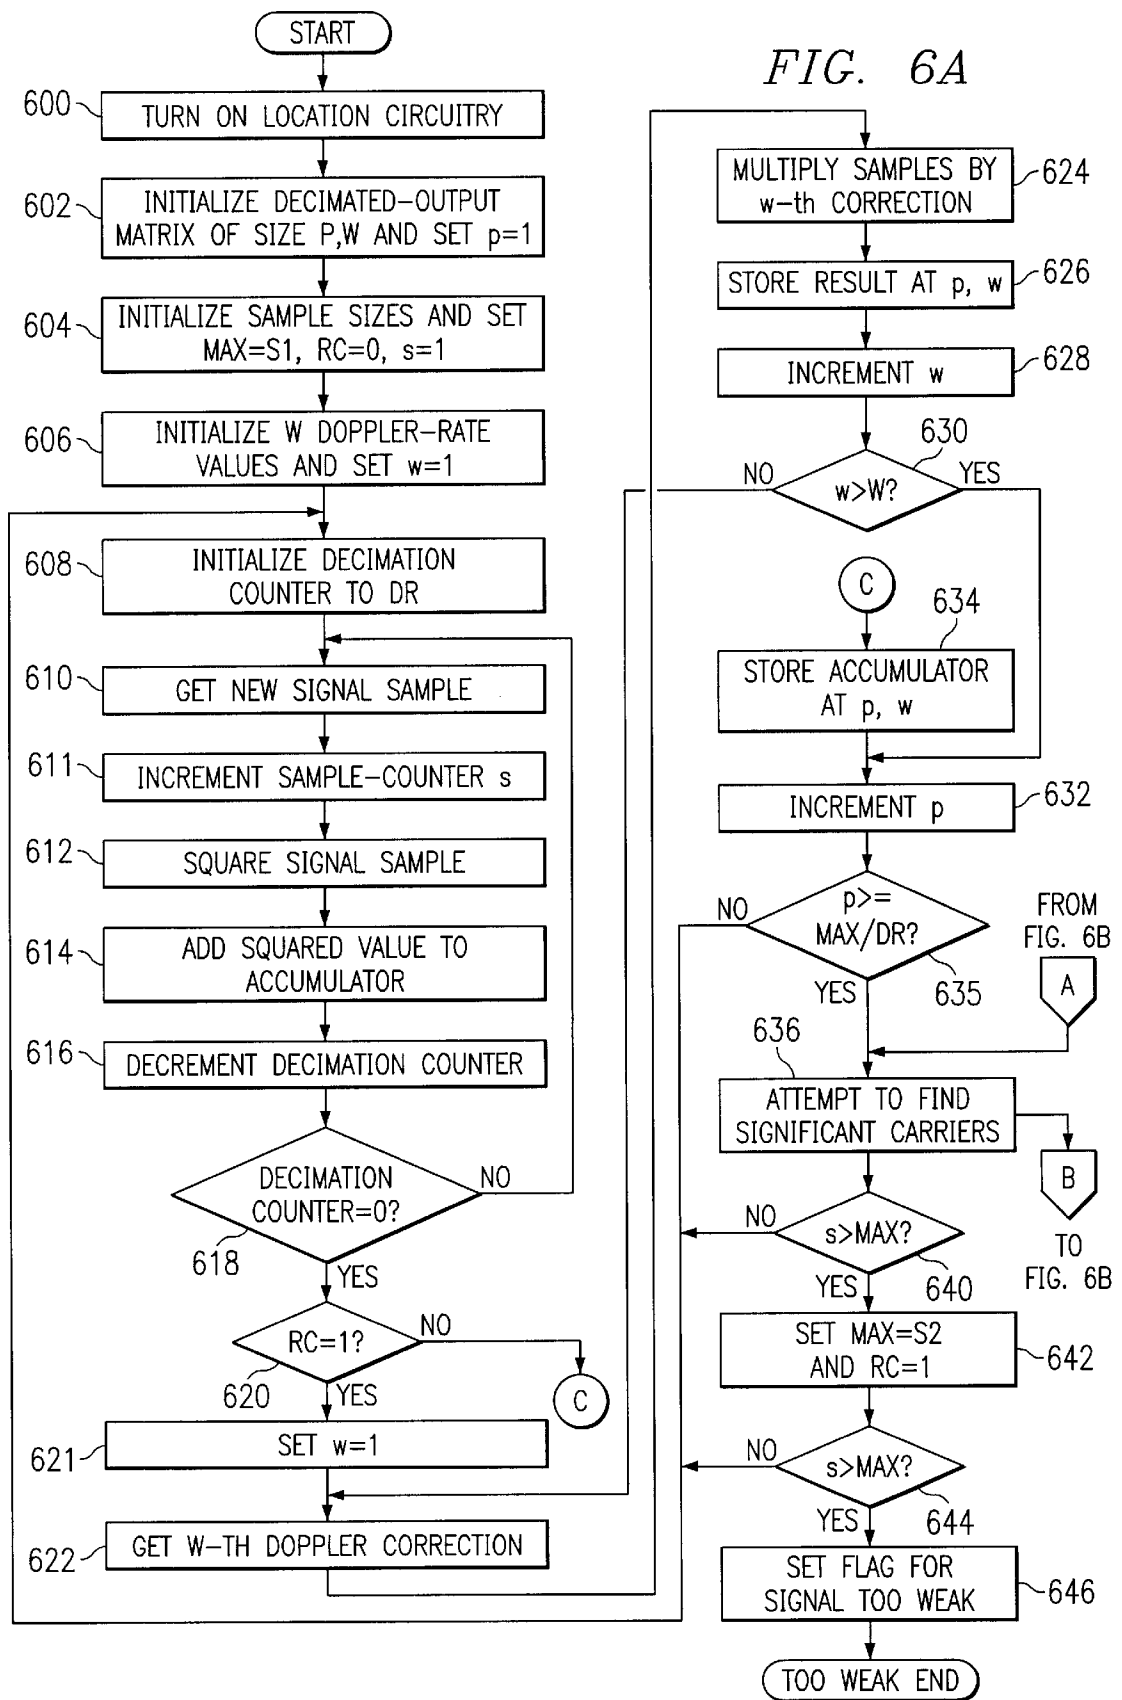 FIG. 6A
START
600
TURN ON LOCATION CIRCUITRY
602
INITIALIZE DECIMATED-OUTPUT
MATRIX OF SIZE P,W AND SET p=1
604
INITIALIZE SAMPLE SIZES AND SET
MAX=S1, RC=0, s=1
606
INITIALIZE W DOPPLER-RATE
VALUES AND SET w=1
608
INITIALIZE DECIMATION
COUNTER TO DR
610
GET NEW SIGNAL SAMPLE
611
INCREMENT SAMPLE-COUNTER s
612
SQUARE SIGNAL SAMPLE
614
ADD SQUARED VALUE TO
ACCUMULATOR
616
DECREMENT DECIMATION COUNTER
DECIMATION
COUNTER=0?
NO
618
YES
RC=1?
NO
620
YES
C
621
SET w=1
622
GET W-TH DOPPLER CORRECTION
MULTIPLY SAMPLES BY
w-th CORRECTION
624
STORE RESULT AT p, w
626
INCREMENT w
628
630
NO
w>W?
YES
C
634
STORE ACCUMULATOR
AT p, w
INCREMENT p
632
NO
p>=
MAX/DR?
635
YES
FROM
FIG. 6B
A
636
ATTEMPT TO FIND
SIGNIFICANT CARRIERS
B
TO
FIG. 6B
NO
s>MAX?
640
YES
SET MAX=S2
AND RC=1
642
NO
s>MAX?
644
YES
SET FLAG FOR
SIGNAL TOO WEAK
646
TOO WEAK END